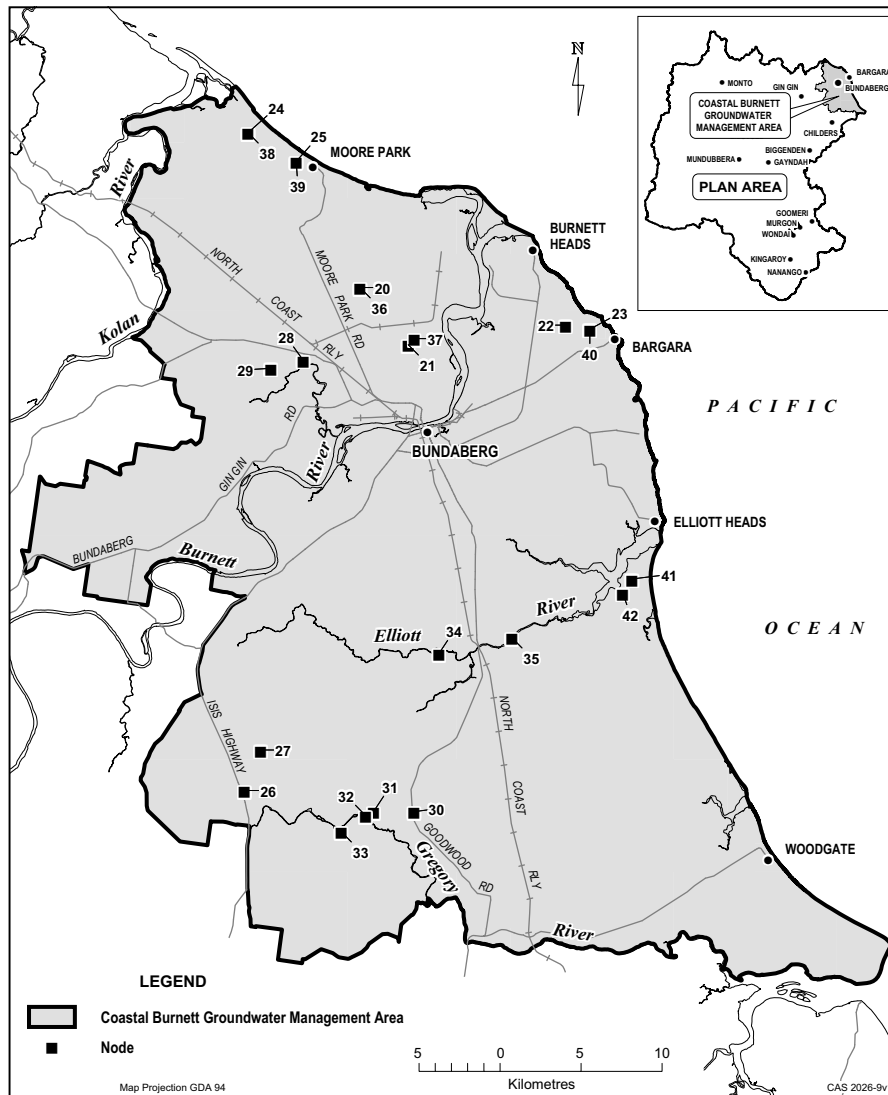 N
24
38
25
39
MOORE PARK
River
BURNETT
HEADS
NORTH
COAST
RLY
MOORE PARK
RD
20
36
37
21
22
23
40
BARGARA
Kolan
28
29
PACIFIC
BUNDABERG
GIN GIN
RD
River
BUNDABERG
Burnett
ELLIOTT HEADS
41
42
River
Elliott
34
35
OCEAN
ISIS
HIGHWAY
27
26
NORTH
COAST
RLY
32
31
30
33
GOODWOOD
RD
Gregory
River
WOODGATE
MONTO
GIN GIN
BARGARA
BUNDABERG
COASTAL BURNETT
GROUNDWATER
MANAGEMENT AREA
CHILDERS
BIGGENDEN
MUNDUBBERA
GAYNDAH
PLAN AREA
GOOMERI
MURGON
WONDAI
KINGAROY
NANANGO
LEGEND
Coastal Burnett Groundwater Management Area
Node
5 0 5 10
Kilometres
Map Projection GDA 94
CAS 2026-9v